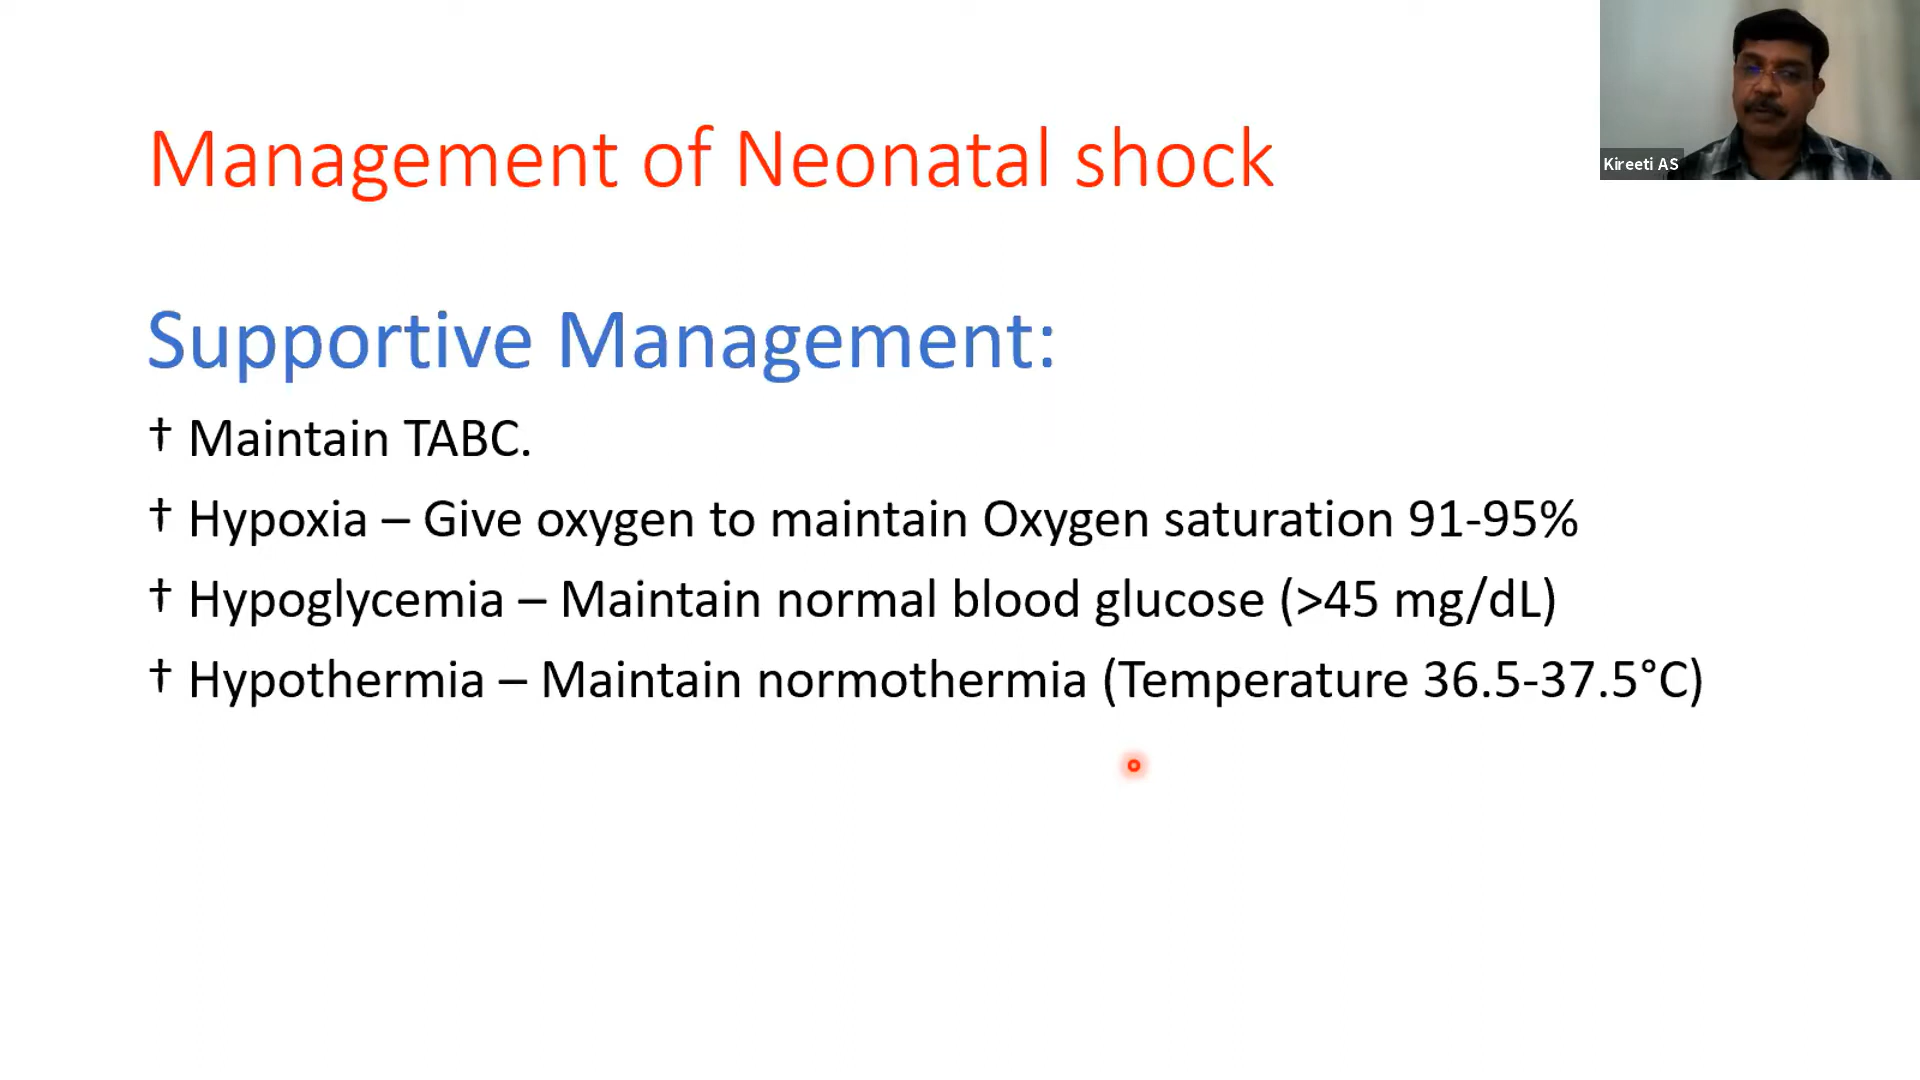 Management of Neonatal shock
Kireeti AS
Supportive Management:
† Maintain TABC.
† Hypoxia – Give oxygen to maintain Oxygen saturation 91-95%
† Hypoglycemia – Maintain normal blood glucose (>45 mg/dL)
† Hypothermia – Maintain normothermia (Temperature 36.5-37.5°C)